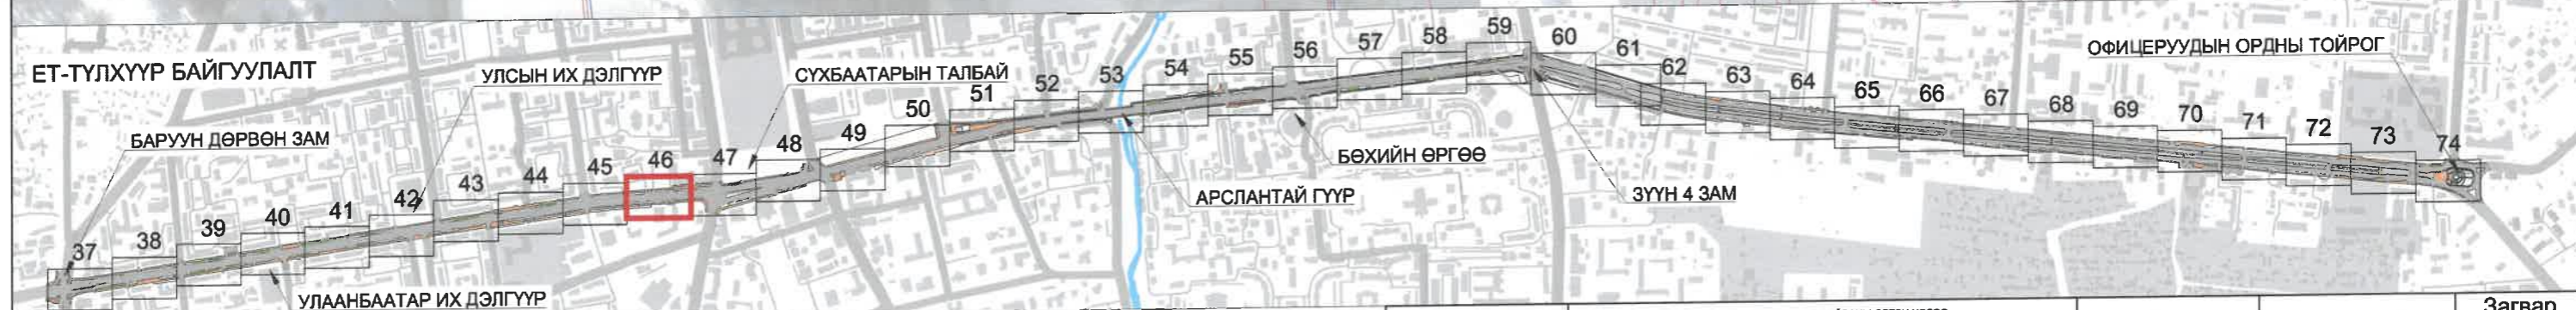 ЕТ-ТҮЛХҮҮР БАЙГУУЛАЛТ
БАРУУН ДӨРВӨН ЗАМ
УЛСЫН ИХ ДЭЛГҮҮР
СҮХБААТАРЫН ТАЛБАЙ
ОФИЦЕРУУДЫН ОРДНЫ ТОЙРОГ
37 38 39 40 41 42 43 44 45 46 47 48 49 50 51 52 53 54 55 56 57 58 59 60 61 62 63 64 65 66 67 68 69 70 71 72 73 74
БӨХИЙН ӨРГӨӨ
АРСЛАНТАЙ ГҮҮР
ЗҮҮН 4 ЗАМ
УЛААНБААТАР ИХ ДЭЛГҮҮР
Загвар